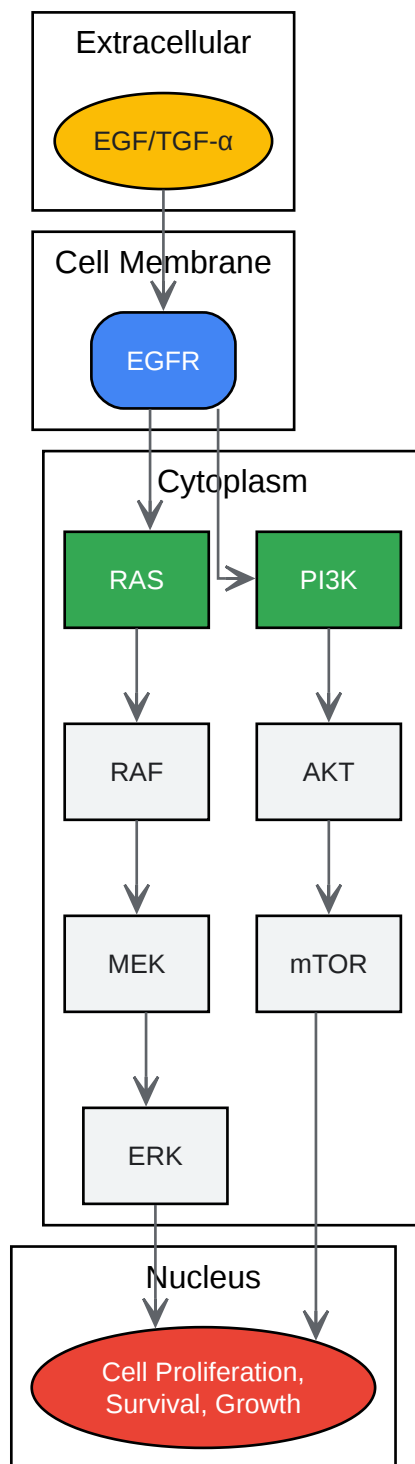 Extracellular
EGF/TGF-α
Cell Membrane
EGFR
Cytoplasm
RAS
PI3K
RAF
AKT
MEK
mTOR
ERK
Nucleus
Cell Proliferation,
Survival, Growth